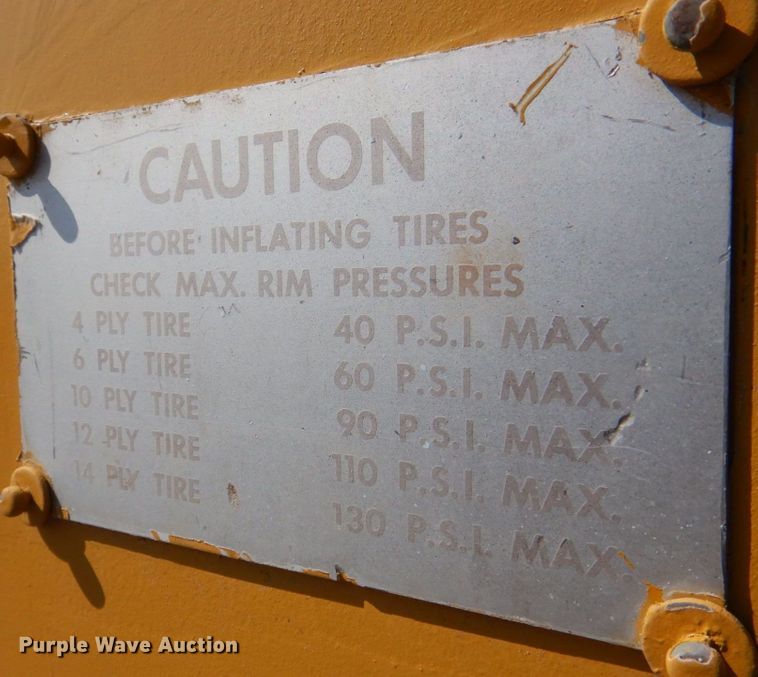 CAUTION
BEFORE INFLATING TIRES
CHECK MAX. RIM PRESSURES
4 PLY TIRE 40 P.S.I. MAX.
6 PLY TIRE 60 P.S.I. MAX.
10 PLY TIRE 90 P.S.I. MAX.
12 PLY TIRE 110 P.S.I. MAX.
14 PLY TIRE 130 P.S.I. MAX.
Purple Wave Auction